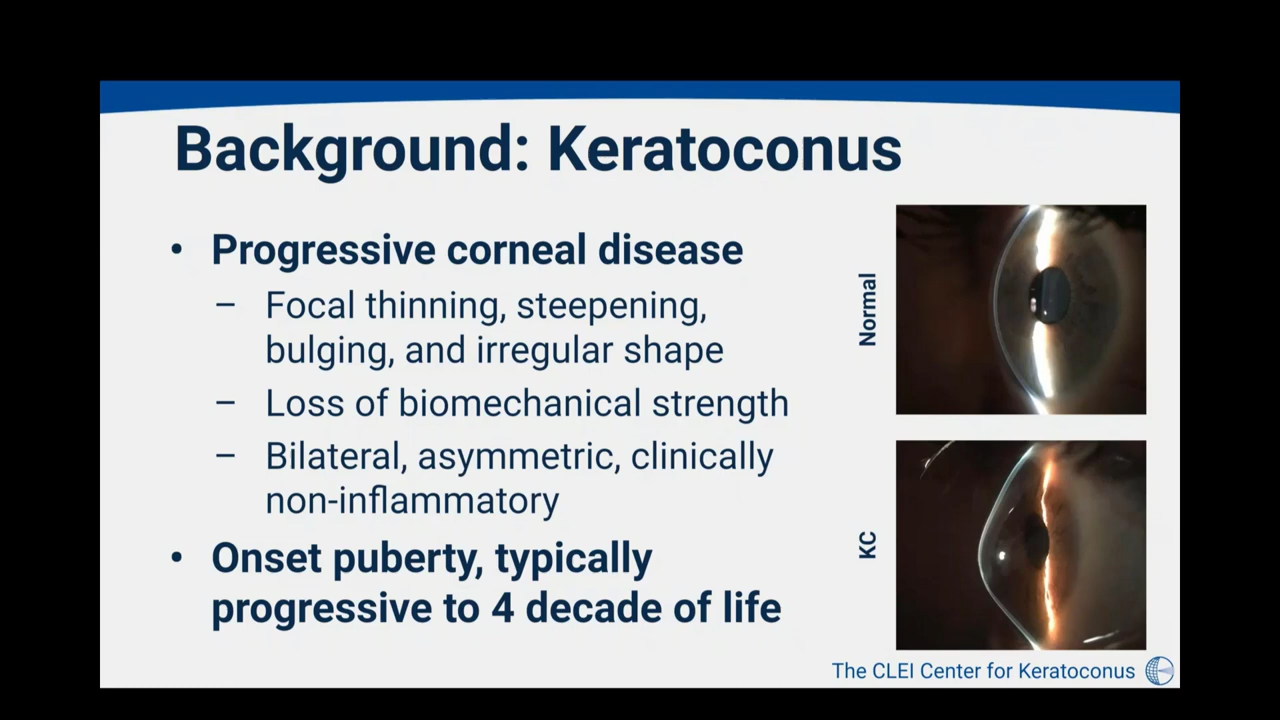 Background: Keratoconus
• Progressive corneal disease
– Focal thinning, steepening,
bulging, and irregular shape
– Loss of biomechanical strength
– Bilateral, asymmetric, clinically
non-inflammatory
• Onset puberty, typically
progressive to 4 decade of life
Normal
KC
The CLEI Center for Keratoconus